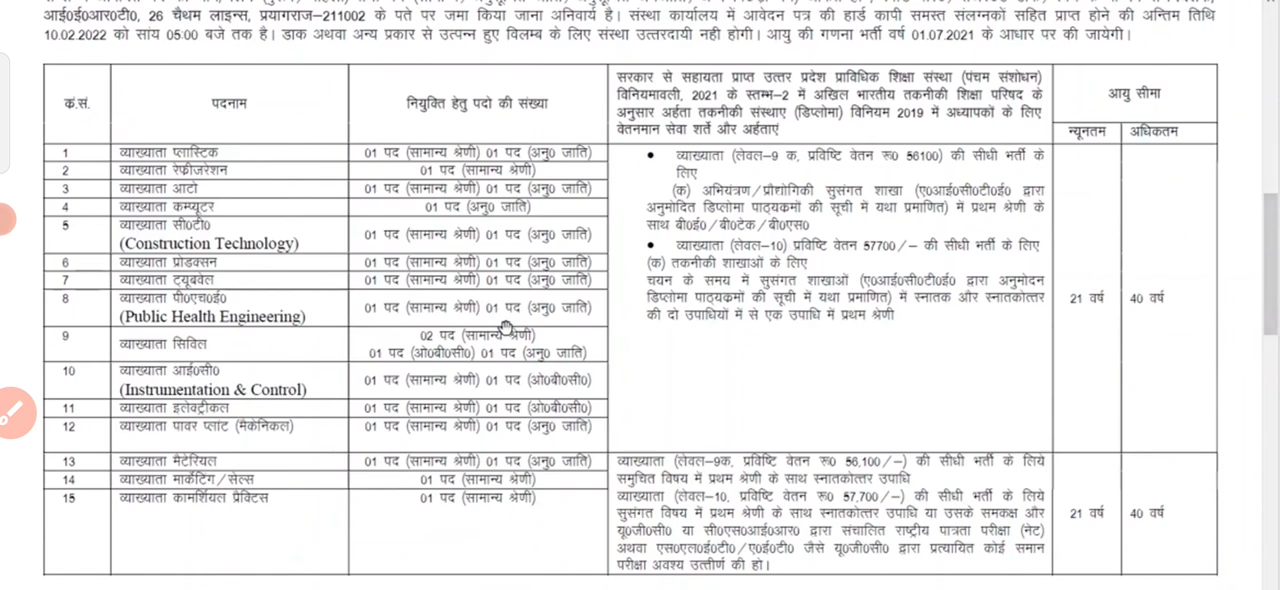 आई०ई०आर०टी०, 26 चैथम लाइन्स, प्रयागराज–211002 के पते पर जमा किया जाना अनिवार्य है। संस्था कार्यालय में आवेदन पत्र की हार्ड कापी समस्त संलग्नकों सहित प्राप्त होने की अन्तिम तिथि
10.02.2022 को सांय 05:00 बजे तक है। डाक अथवा अन्य प्रकार से उत्पन्न हुए विलम्ब के लिए संस्था उत्तरदायी नही होगी। आयु की गणना भर्ती वर्ष 01.07.2021 के आधार पर की जायेगी।
कं.सं.
पदनाम
नियुक्ति हेतु पदो की संख्या
सरकार से सहायता प्राप्त उत्तर प्रदेश प्राविधिक शिक्षा संस्था (पंचम संशोधन)
विनियमावली, 2021 के स्तम्भ–2 में अखिल भारतीय तकनीकी शिक्षा परिषद के
अनुसार अर्हता तकनीकी संस्थाए (डिप्लोमा) विनियम 2019 में अध्यापकों के लिए
वेतनमान सेवा शर्ते और अर्हताएं
आयु सीमा
न्यूनतम अधिकतम
1 व्याख्याता प्लास्टिक 01 पद (सामान्य श्रेणी) 01 पद (अनु० जाति)
2 व्याख्याता रेफ्रीजरेशन 01 पद (सामान्य श्रेणी)
3 व्याख्याता आटो 01 पद (सामान्य श्रेणी) 01 पद (अनु० जाति)
4 व्याख्याता कम्प्यूटर 01 पद (अनु० जाति)
5 व्याख्याता सी०टी०
(Construction Technology) 01 पद (सामान्य श्रेणी) 01 पद (अनु० जाति)
6 व्याख्याता प्रोडक्सन 01 पद (सामान्य श्रेणी) 01 पद (अनु० जाति)
7 व्याख्याता ट्यूबवेल 01 पद (सामान्य श्रेणी) 01 पद (अनु० जाति)
8 व्याख्याता पी०एच०ई०
(Public Health Engineering) 01 पद (सामान्य श्रेणी) 01 पद (अनु० जाति)
9 व्याख्याता सिविल 02 पद (सामान्य श्रेणी)
01 पद (ओ०बी०सी०) 01 पद (अनु० जाति)
10 व्याख्याता आई०सी०
(Instrumentation & Control) 01 पद (सामान्य श्रेणी) 01 पद (ओ०बी०सी०)
11 व्याख्याता इलेक्ट्रीकल 01 पद (सामान्य श्रेणी) 01 पद (ओ०बी०सी०)
12 व्याख्याता पावर प्लांट (मैकेनिकल) 01 पद (सामान्य श्रेणी) 01 पद (अनु० जाति)
• व्याख्याता (लेवल–9 क, प्रविष्टि वेतन रू० 56100) की सीधी भर्ती के
लिए
(क) अभियंत्रण/प्रौद्योगिकी सुसंगत शाखा (ए०आई०सी०टी०ई० द्वारा
अनुमोदित डिप्लोमा पाठ्यकमों की सूची में यथा प्रमाणित) में प्रथम श्रेणी के
साथ बी०ई०/बी०टेक/बी०एस०
• व्याख्याता (लेवल–10) प्रविष्टि वेतन 57700/– की सीधी भर्ती के लिए
(क) तकनीकी शाखाओं के लिए
चयन के समय में सुसंगत शाखाओं (ए०आई०सी०टी०ई० द्वारा अनुमोदन
डिप्लोमा पाठ्यकमों की सूची में यथा प्रमाणित) में स्नातक और स्नातकोत्तर
की दो उपाधियों में से एक उपाधि में प्रथम श्रेणी
21 वर्ष 40 वर्ष
13 व्याख्याता मैटेरियल 01 पद (सामान्य श्रेणी) 01 पद (अनु० जाति)
14 व्याख्याता मार्केटिंग/सेल्स 01 पद (सामान्य श्रेणी)
15 व्याख्याता कामर्शियल प्रैक्टिस 01 पद (सामान्य श्रेणी)
व्याख्याता (लेवल–9क, प्रविष्टि वेतन रू० 56,100/–) की सीधी भर्ती के लिये
समुचित विषय में प्रथम श्रेणी के साथ स्नातकोत्तर उपाधि
व्याख्याता (लेवल–10, प्रविष्टि वेतन रू० 57,700/–) की सीधी भर्ती के लिये
सुसंगत विषय में प्रथम श्रेणी के साथ स्नातकोत्तर उपाधि या उसके समकक्ष और
यू०जी०सी० या सी०एस०आई०आर० द्वारा संचालित राष्ट्रीय पात्रता परीक्षा (नेट)
अथवा एस०एल०ई०टी०/ए०ई०टी० जैसे यू०जी०सी० द्वारा प्रत्यायित कोई समान
परीक्षा अवश्य उत्तीर्ण की हो।
21 वर्ष 40 वर्ष